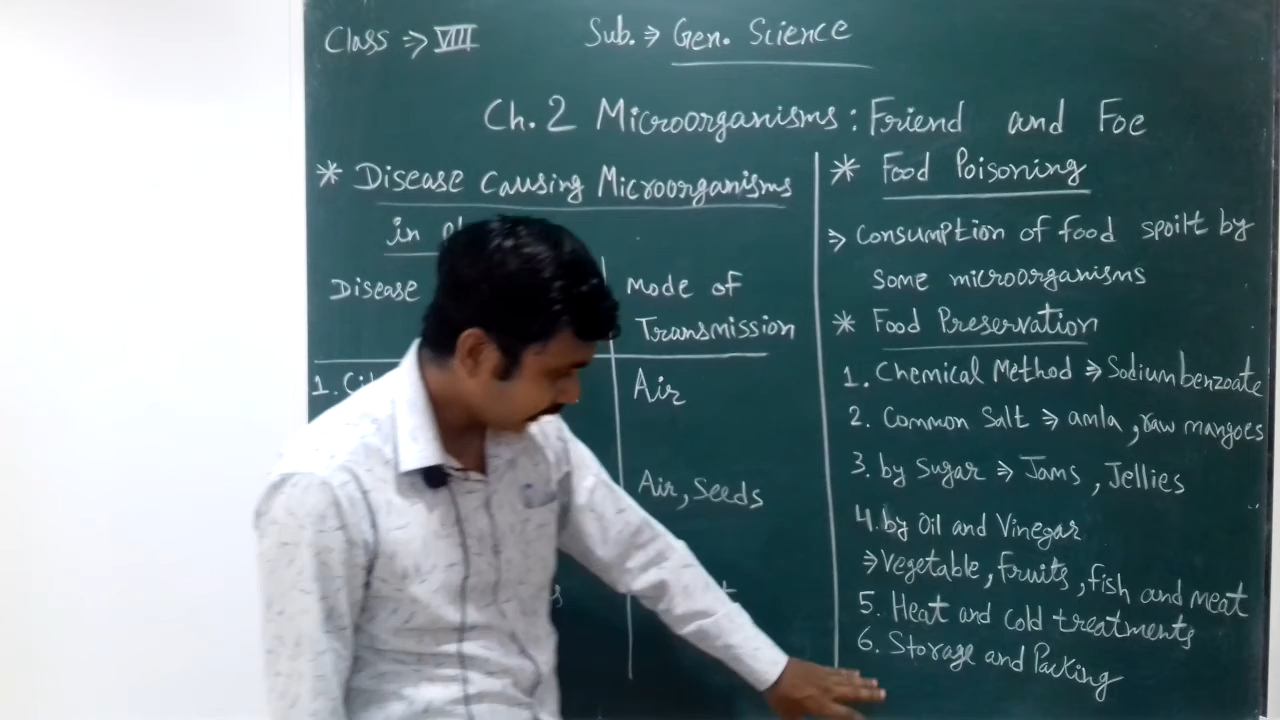 Class ⇒ VIII
Sub. ⇒ Gen. Science
Ch. 2 Microorganisms : Friend and Foe
* Disease Causing Microorganisms
in
Disease
Mode of
Transmission
1.
Air
Air, Seeds
* Food Poisoning
⇒ Consumption of food spoilt by
some microorganisms
* Food Preservation
1. Chemical Method ⇒ Sodium benzoate
2. Common Salt ⇒ amla, raw mangoes
3. by Sugar ⇒ Jams, Jellies
4. by Oil and Vinegar
⇒ Vegetable, fruits, fish and meat
5. Heat and cold treatments
6. Storage and Packing